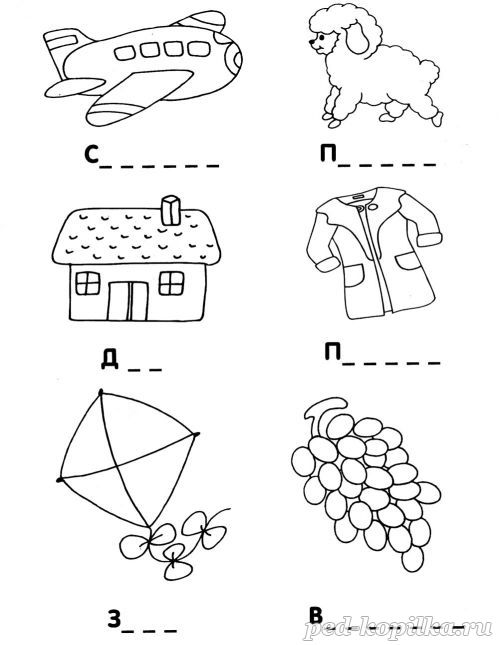 С_ _ _ _ _ _
П_ _ _ _ _
Д _ _
П_ _ _ _ _
З_ _ _
В_ _ _ _ _ _ _
ped-kopilka.ru